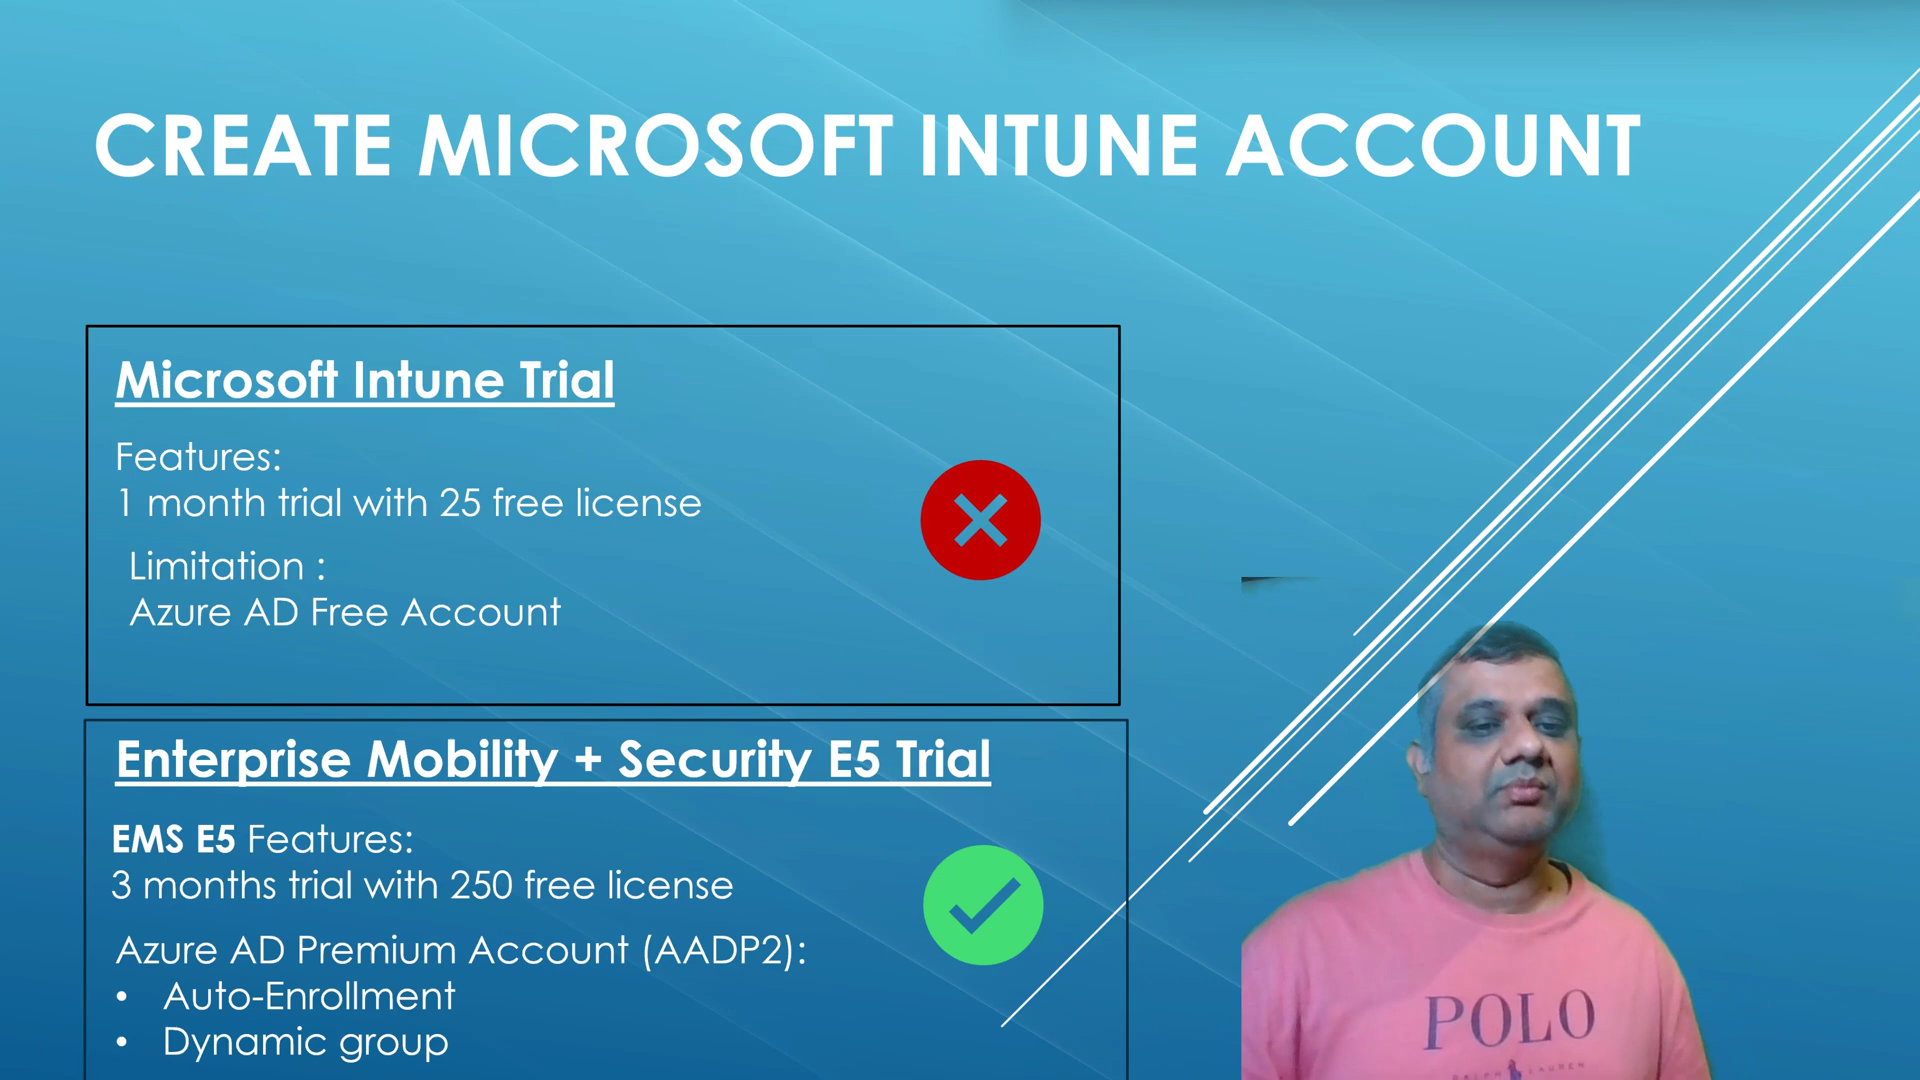 CREATE MICROSOFT INTUNE ACCOUNT
Microsoft Intune Trial
Features:
1 month trial with 25 free license
Limitation :
Azure AD Free Account
Enterprise Mobility + Security E5 Trial
EMS E5 Features:
3 months trial with 250 free license
Azure AD Premium Account (AADP2):
• Auto-Enrollment
• Dynamic group
POLO
RALPH LAUREN